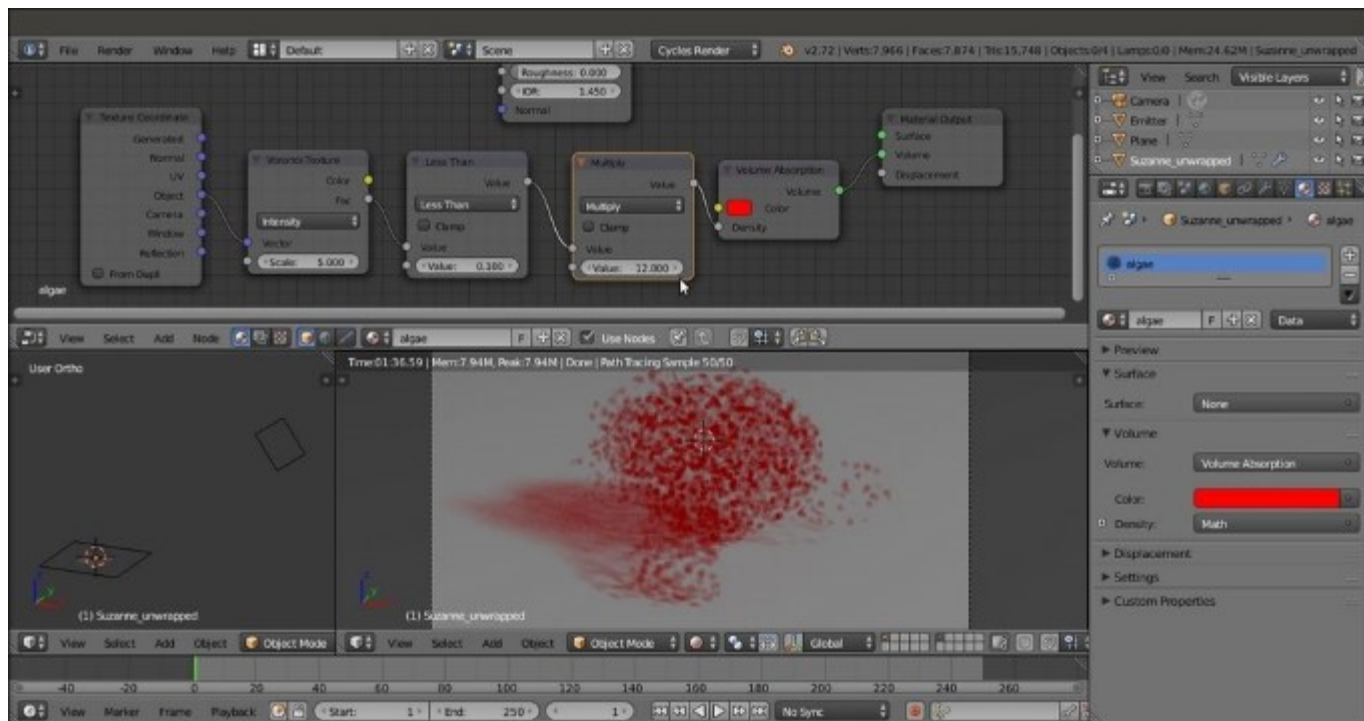 File Render Window Help Default Scene Cycles Render v2.72 | Verts:7,966 | Faces:7,874 | Tris:15,748 | Objects:0/4 | Lamps:0/0 | Mem:24.62M | Suzanne_unwrapped
Roughness: 0.000
IOR: 1.450
Normal
Texture Coordinate
Generated
Normal
UV
Object
Camera
Window
Reflection
From Dupli
Voronoi Texture
Color
Fac
Intensity
Vector
Scale: 5.000
Less Than
Value
Less Than
Clamp
Value
Value: 0.100
Multiply
Value
Multiply
Clamp
Value
Value: 12.000
Volume Absorption
Volume
Color
Density
Material Output
Surface
Volume
Displacement
algae
View Select Add Node algae F Use Nodes
User Ortho
(1) Suzanne_unwrapped
View Select Add Object Object Mode
Time:01:36.59 | Mem:7.94M, Peak:7.94M | Done | Path Tracing Sample 50/50
(1) Suzanne_unwrapped
View Select Add Object Object Mode Global
-40 -20 0 20 40 60 80 100 120 140 160 180 200 220 240 260
View Marker Frame Playback Start: 1 End: 250 1 No Sync
View Search Visible Layers
Camera
Emitter
Plane
Suzanne_unwrapped
Suzanne_unwrapped algae
algae
algae F Data
Preview
Surface
Surface: None
Volume
Volume: Volume Absorption
Color:
Density: Math
Displacement
Settings
Custom Properties